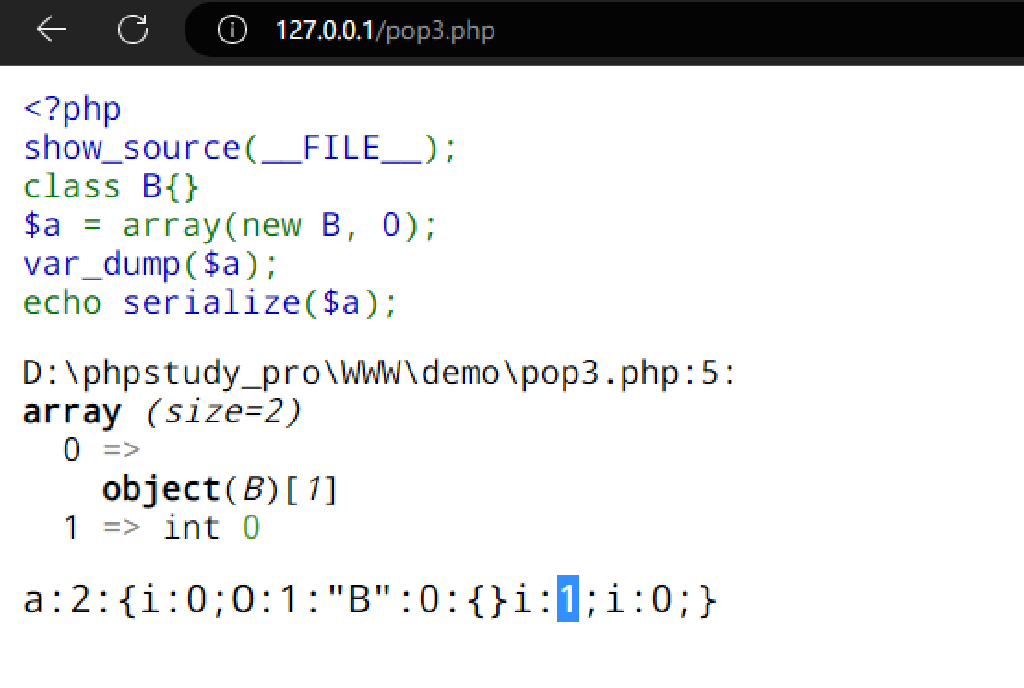 127.0.0.1/pop3.php
<?php
show_source(__FILE__);
class B{}
$a = array(new B, 0);
var_dump($a);
echo serialize($a);
D:\phpstudy_pro\WWW\demo\pop3.php:5:
array (size=2)
0 =>
object(B)[1]
1 => int 0
a:2:{i:0;O:1:"B":0:{}i:1;i:0;}